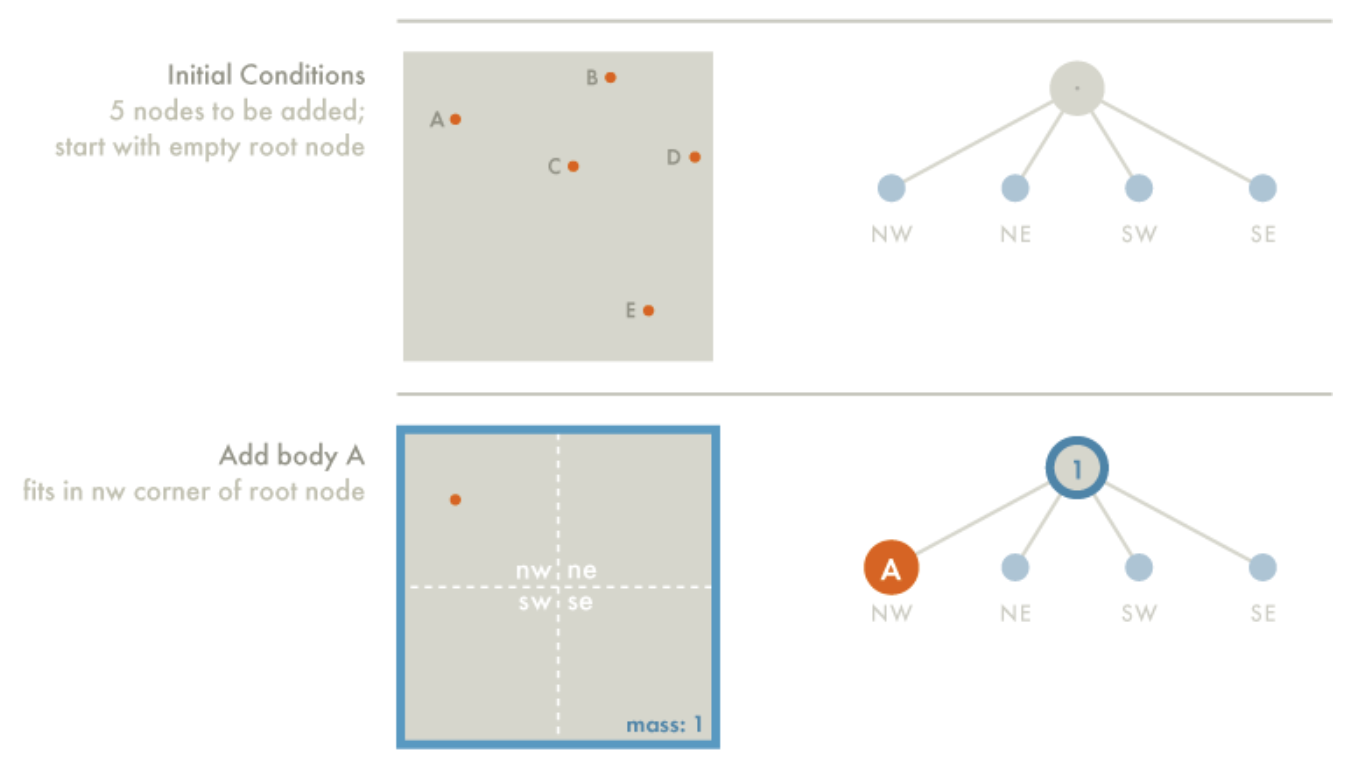 Initial Conditions
5 nodes to be added;
start with empty root node
B
A
C
D
E
NW NE SW SE
Add body A
fits in nw corner of root node
nw ne
sw se
mass: 1
1
A
NW NE SW SE